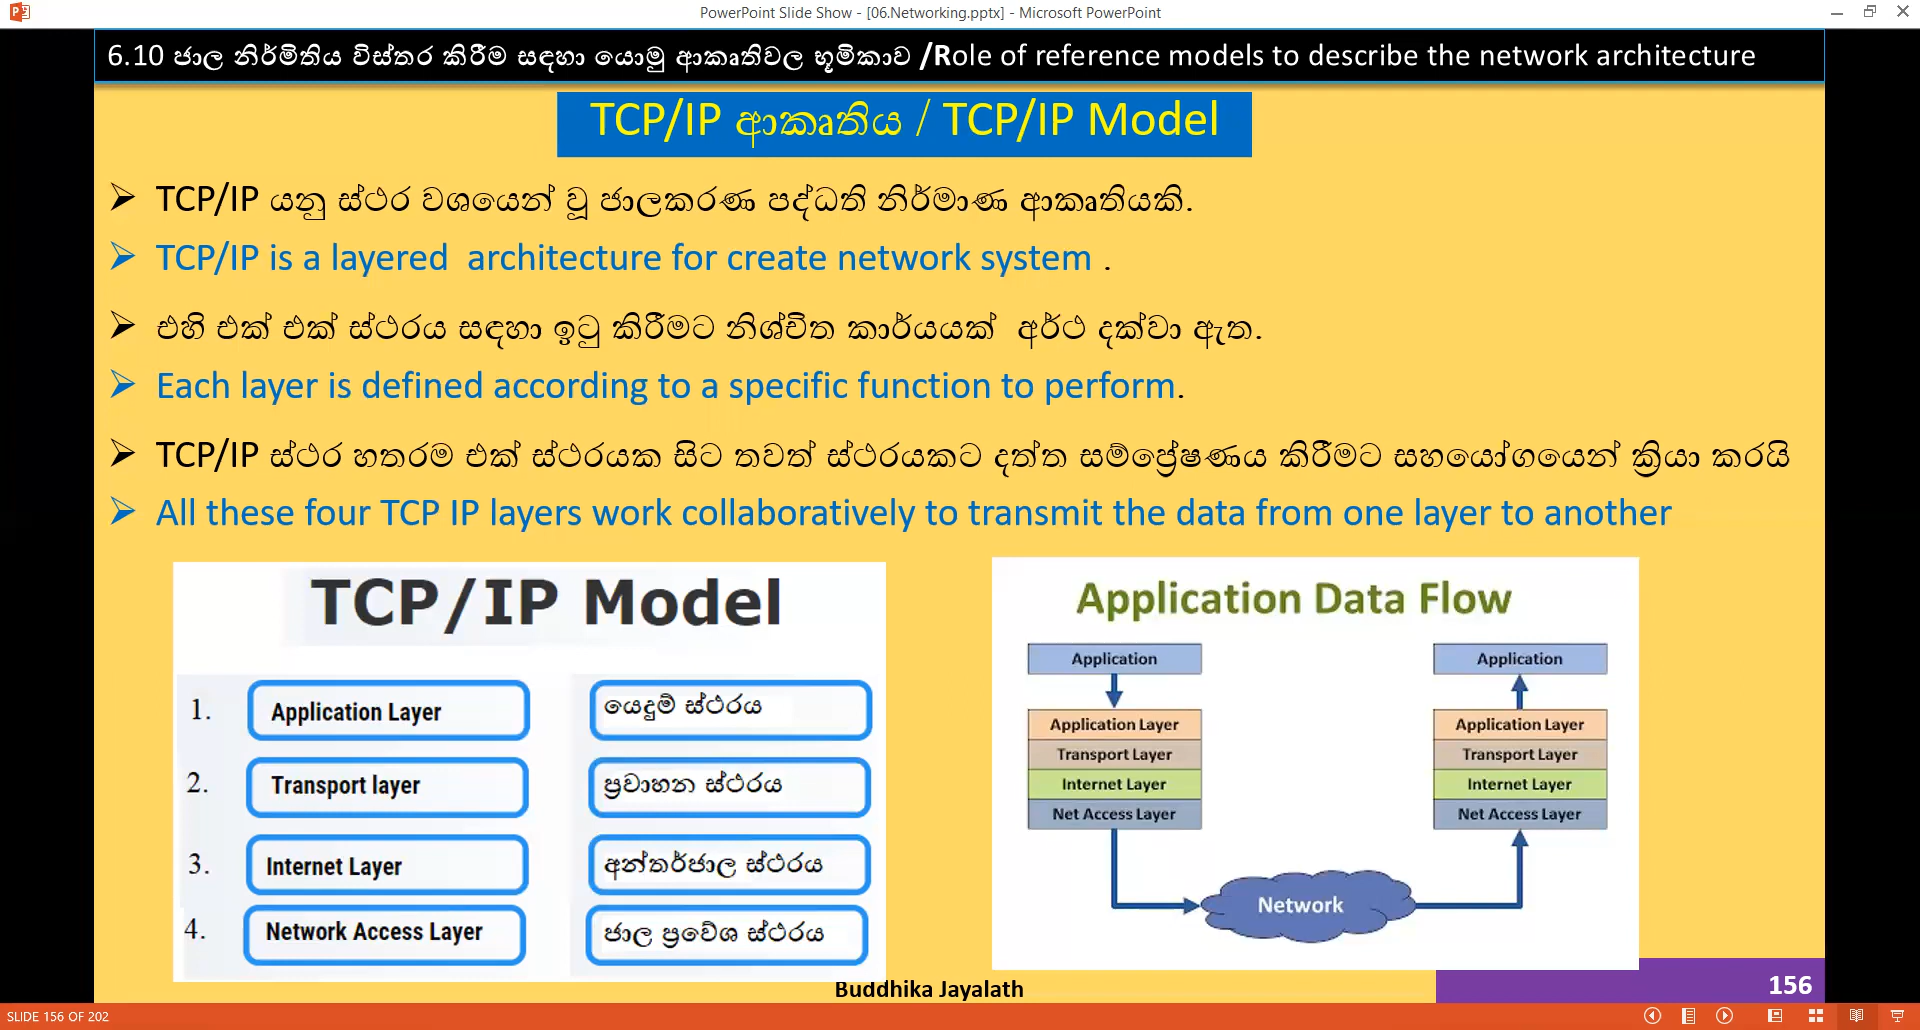 PowerPoint Slide Show - [06.Networking.pptx] - Microsoft PowerPoint
6.10 ජාල නිර්මිතිය විස්තර කිරීම සඳහා යොමු ආකෘතිවල භූමිකාව /Role of reference models to describe the network architecture
TCP/IP ආකෘතිය / TCP/IP Model
TCP/IP යනු ස්ථර වශයෙන් වූ ජාලකරණ පද්ධති නිර්මාණ ආකෘතියකි.
TCP/IP is a layered architecture for create network system .
එහි එක් එක් ස්ථරය සඳහා ඉටු කිරීමට නිශ්චිත කාර්යයක් අර්ථ දක්වා ඇත.
Each layer is defined according to a specific function to perform.
TCP/IP ස්ථර හතරම එක් ස්ථරයක සිට තවත් ස්ථරයකට දත්ත සම්ප්‍රේෂණය කිරීමට සහයෝගයෙන් ක්‍රියා කරයි
All these four TCP IP layers work collaboratively to transmit the data from one layer to another
TCP/IP Model
1. Application Layer යෙදුම් ස්ථරය
2. Transport layer ප්‍රවාහන ස්ථරය
3. Internet Layer අන්තර්ජාල ස්ථරය
4. Network Access Layer ජාල ප්‍රවේශ ස්ථරය
Application Data Flow
Application Application
Application Layer Application Layer
Transport Layer Transport Layer
Internet Layer Internet Layer
Net Access Layer Net Access Layer
Network
Buddhika Jayalath
156
SLIDE 156 OF 202